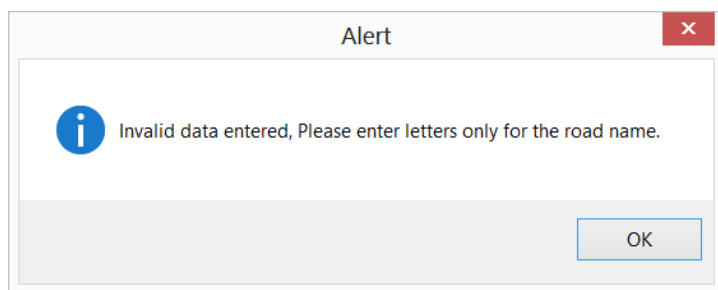 Alert
Invalid data entered, Please enter letters only for the road name.
OK